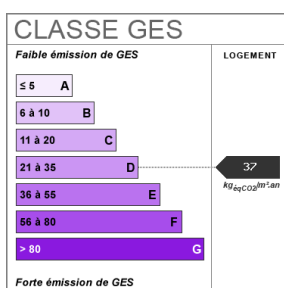 CLASSE GES
Faible émission de GES
LOGEMENT
≤ 5 A
6 à 10 B
11 à 20 C
21 à 35 D
37
kgéqCO2/m².an
36 à 55 E
56 à 80 F
> 80 G
Forte émission de GES